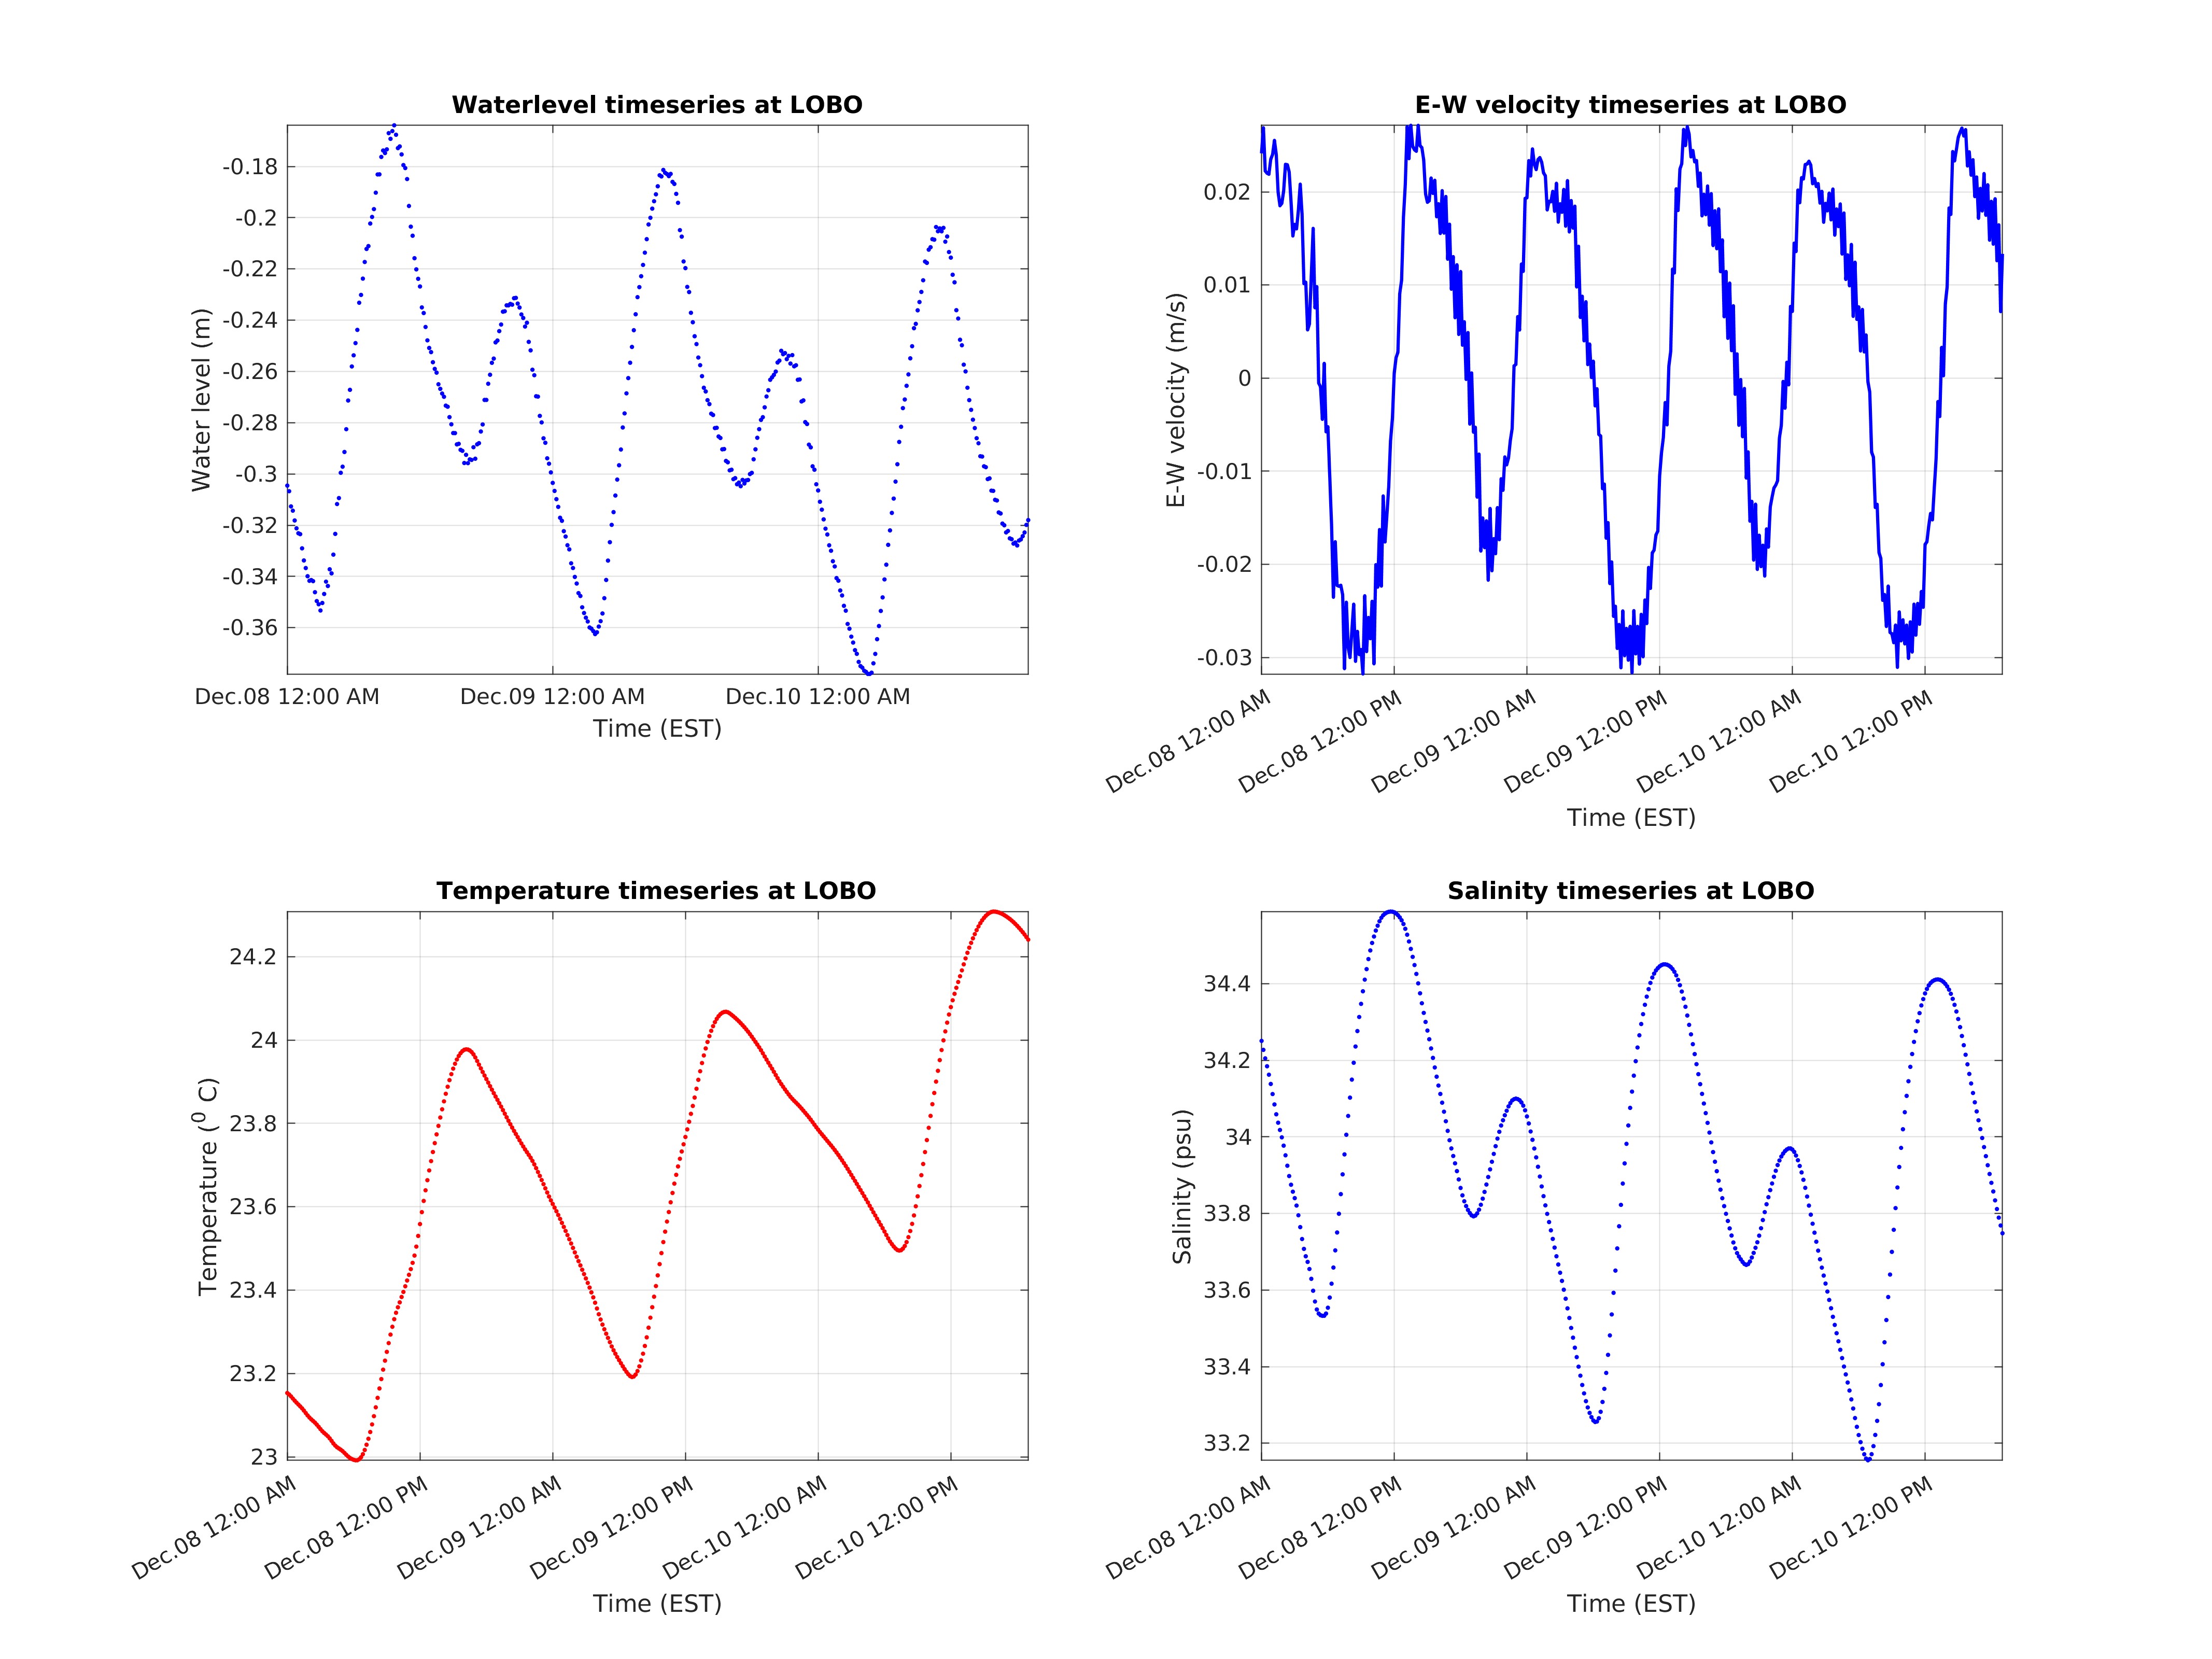 Waterlevel timeseries at LOBO
Water level (m)
-0.18
-0.2
-0.22
-0.24
-0.26
-0.28
-0.3
-0.32
-0.34
-0.36
Dec.08 12:00 AM
Dec.09 12:00 AM
Dec.10 12:00 AM
Time (EST)
E-W velocity timeseries at LOBO
E-W velocity (m/s)
0.02
0.01
0
-0.01
-0.02
-0.03
Dec.08 12:00 AM
Dec.08 12:00 PM
Dec.09 12:00 AM
Dec.09 12:00 PM
Dec.10 12:00 AM
Dec.10 12:00 PM
Time (EST)
Temperature timeseries at LOBO
Temperature (⁰ C)
24.2
24
23.8
23.6
23.4
23.2
23
Dec.08 12:00 AM
Dec.08 12:00 PM
Dec.09 12:00 AM
Dec.09 12:00 PM
Dec.10 12:00 AM
Dec.10 12:00 PM
Time (EST)
Salinity timeseries at LOBO
Salinity (psu)
34.4
34.2
34
33.8
33.6
33.4
33.2
Dec.08 12:00 AM
Dec.08 12:00 PM
Dec.09 12:00 AM
Dec.09 12:00 PM
Dec.10 12:00 AM
Dec.10 12:00 PM
Time (EST)